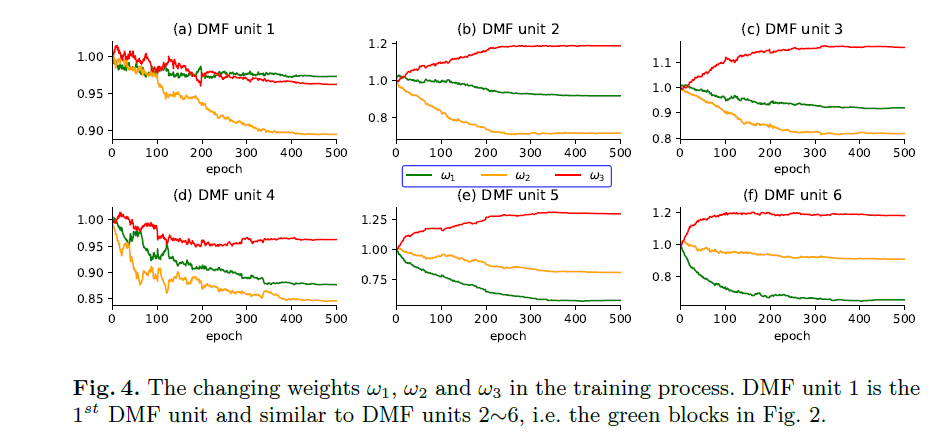 (a) DMF unit 1
1.00
0.95
0.90
0 100 200 300 400 500
epoch
(b) DMF unit 2
1.2
1.0
0.8
0 100 200 300 400 500
(c) DMF unit 3
1.1
1.0
0.9
0.8
0 100 200 300 400 500
epoch
ω₁ ω₂ ω₃
(d) DMF unit 4
1.00
0.95
0.90
0.85
0 100 200 300 400 500
epoch
(e) DMF unit 5
1.25
1.00
0.75
0 100 200 300 400 500
epoch
(f) DMF unit 6
1.2
1.0
0.8
0 100 200 300 400 500
epoch
Fig. 4. The changing weights ω₁, ω₂ and ω₃ in the training process. DMF unit 1 is the
1ˢᵗ DMF unit and similar to DMF units 2∼6, i.e. the green blocks in Fig. 2.